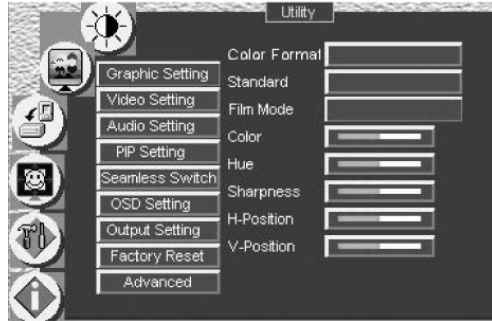 Utility
Graphic Setting
Video Setting
Audio Setting
PIP Setting
Seamless Switch
OSD Setting
Output Setting
Factory Reset
Advanced
Color Format
Standard
Film Mode
Color
Hue
Sharpness
H-Position
V-Position